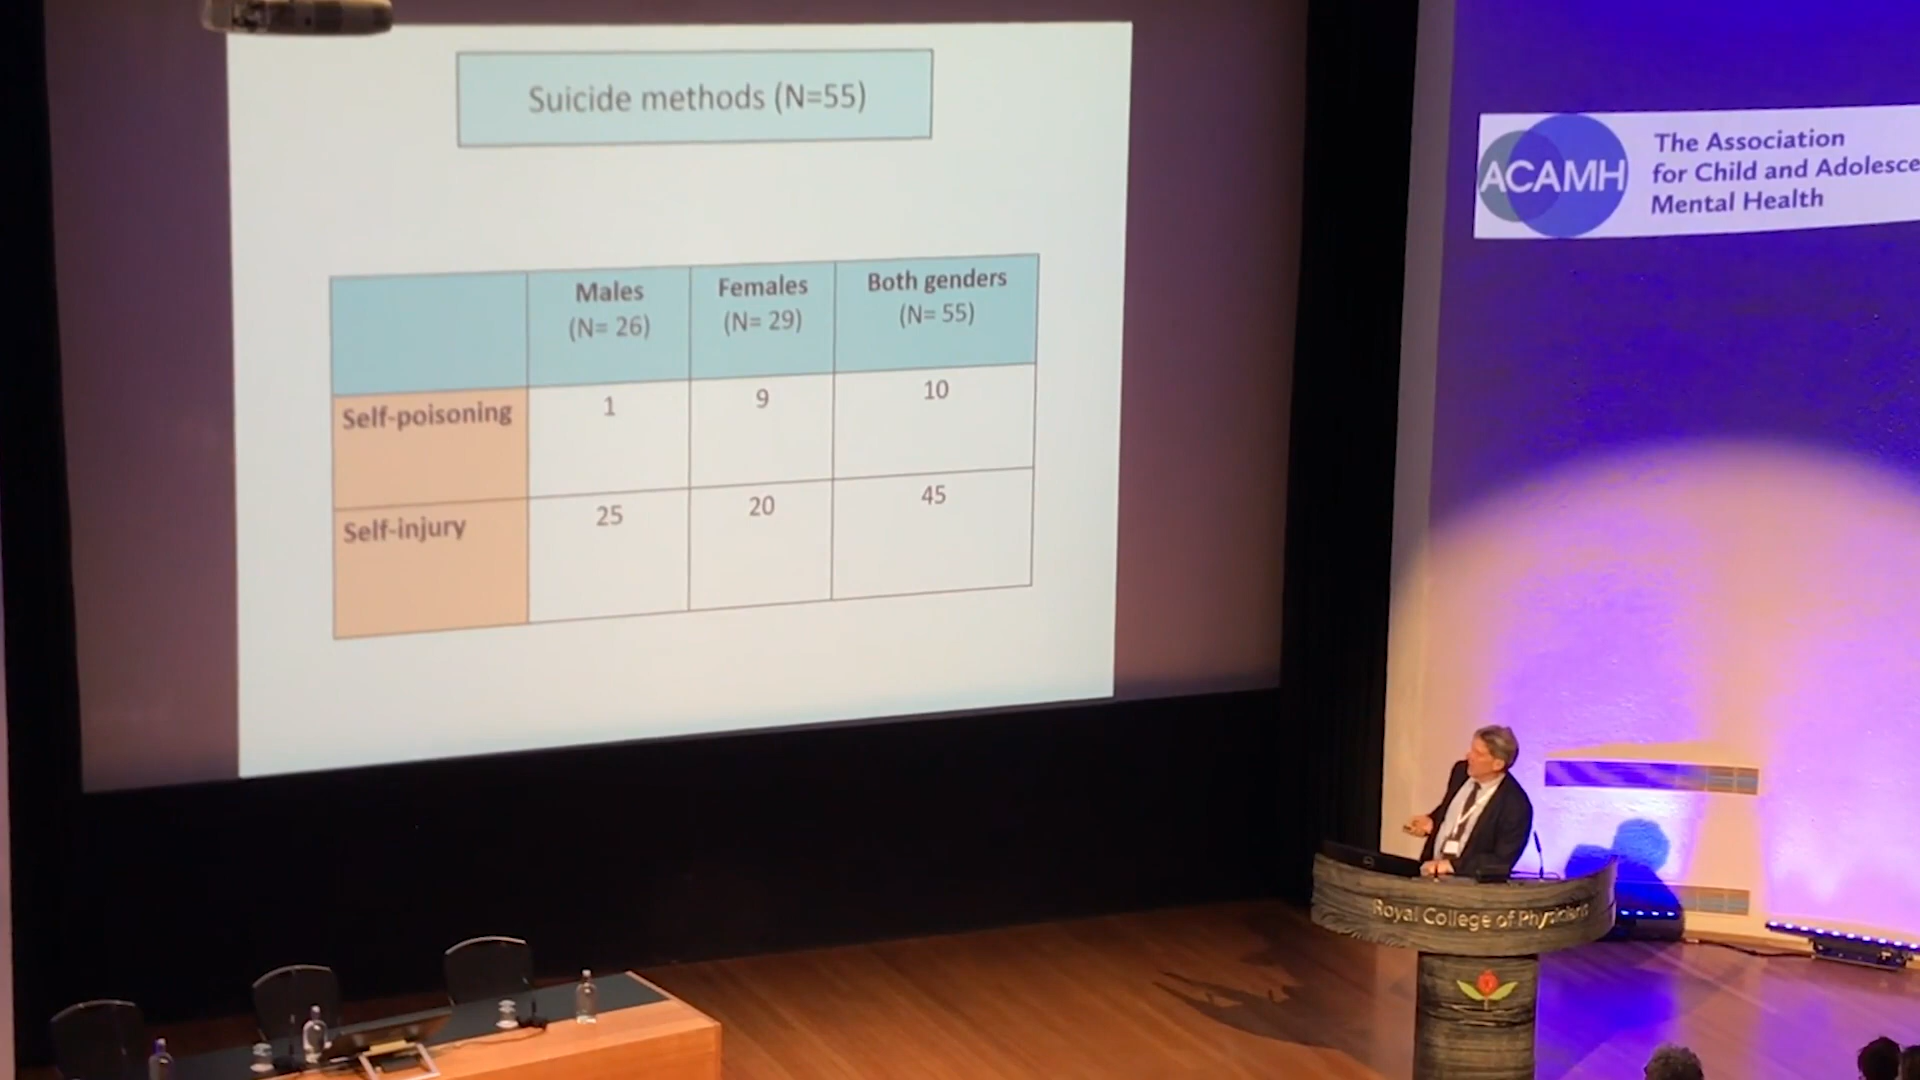 Suicide methods (N=55)
Males
(N= 26)
Females
(N= 29)
Both genders
(N= 55)
Self-poisoning
1
9
10
Self-injury
25
20
45
ACAMH
The Association
for Child and Adolesce
Mental Health
Royal College of Physicians